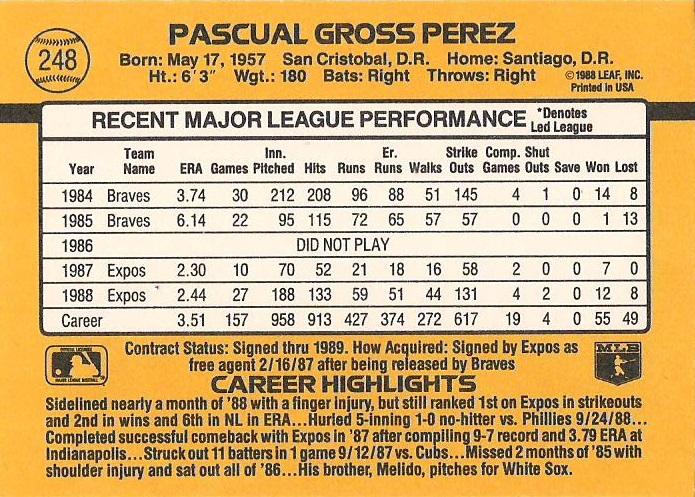 248
PASCUAL GROSS PEREZ
Born: May 17, 1957 San Cristobal, D.R. Home: Santiago, D.R.
Ht.: 6'3" Wgt.: 180 Bats: Right Throws: Right
©1988 LEAF, INC.
Printed in USA
RECENT MAJOR LEAGUE PERFORMANCE *Denotes Led League
Year Team Name ERA Games Inn. Pitched Hits Runs Er. Runs Walks Strike Outs Comp. Games Shut Outs Save Won Lost
1984 Braves 3.74 30 212 208 96 88 51 145 4 1 0 14 8
1985 Braves 6.14 22 95 115 72 65 57 57 0 0 0 1 13
1986 DID NOT PLAY
1987 Expos 2.30 10 70 52 21 18 16 58 2 0 0 7 0
1988 Expos 2.44 27 188 133 59 51 44 131 4 2 0 12 8
Career 3.51 157 958 913 427 374 272 617 19 4 0 55 49
Contract Status: Signed thru 1989. How Acquired: Signed by Expos as
free agent 2/16/87 after being released by Braves
MLB
CAREER HIGHLIGHTS
Sidelined nearly a month of '88 with a finger injury, but still ranked 1st on Expos in strikeouts
and 2nd in wins and 6th in NL in ERA...Hurled 5-inning 1-0 no-hitter vs. Phillies 9/24/88...
Completed successful comeback with Expos in '87 after compiling 9-7 record and 3.79 ERA at
Indianapolis...Struck out 11 batters in 1 game 9/12/87 vs. Cubs...Missed 2 months of '85 with
shoulder injury and sat out all of '86...His brother, Melido, pitches for White Sox.